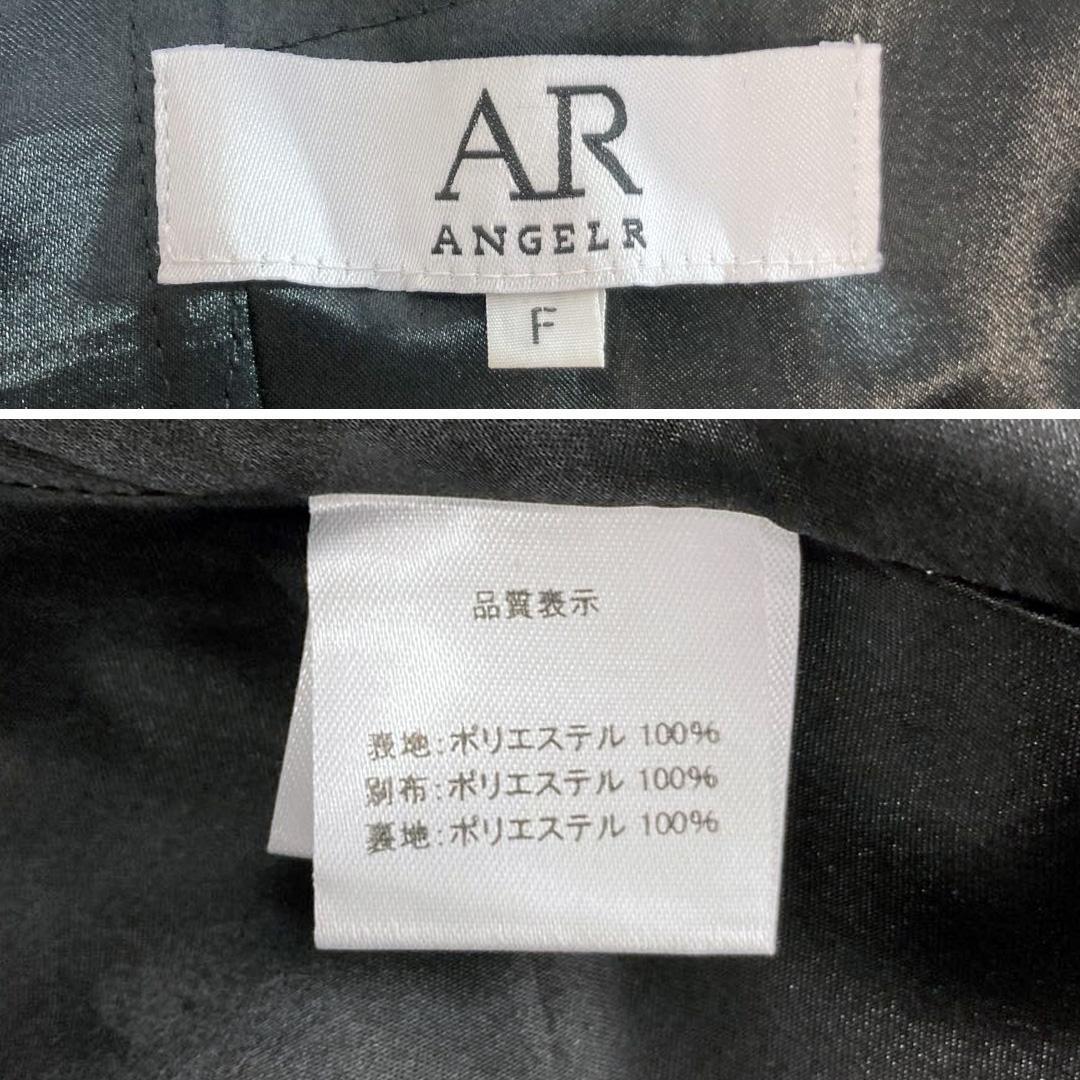 AR
ANGEL R
F
品質表示
表地:ポリエステル 100%
別布:ポリエステル 100%
裏地:ポリエステル 100%